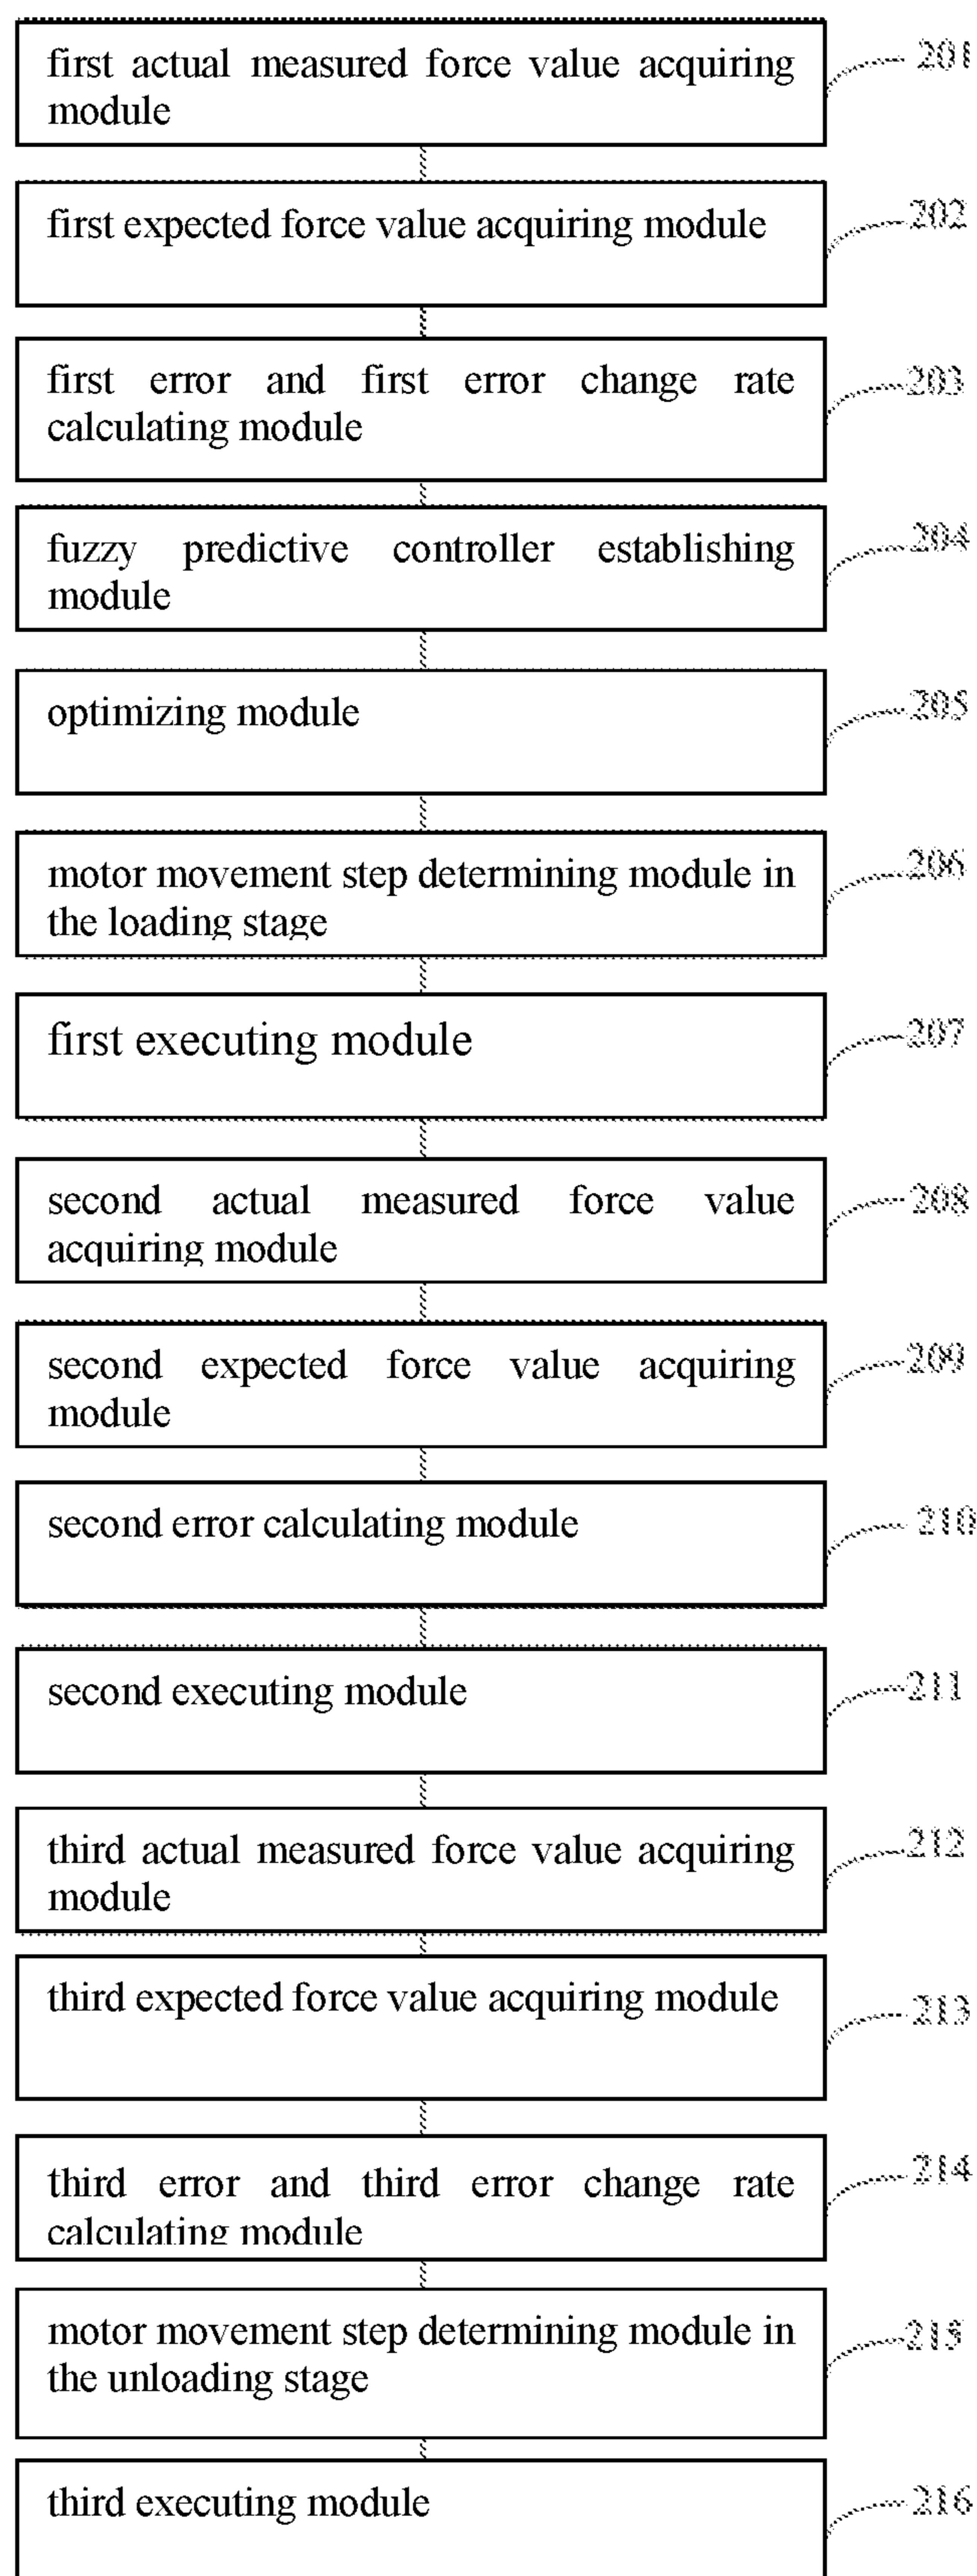 first actual measured force value acquiring
module
201
first expected force value acquiring module
202
first error and first error change rate
calculating module
203
fuzzy predictive controller establishing
module
204
optimizing module
205
motor movement step determining module in
the loading stage
206
first executing module
207
second actual measured force value
acquiring module
208
second expected force value acquiring
module
209
second error calculating module
210
second executing module
211
third actual measured force value acquiring
module
212
third expected force value acquiring module
213
third error and third error change rate
calculating module
214
motor movement step determining module in
the unloading stage
215
third executing module
216